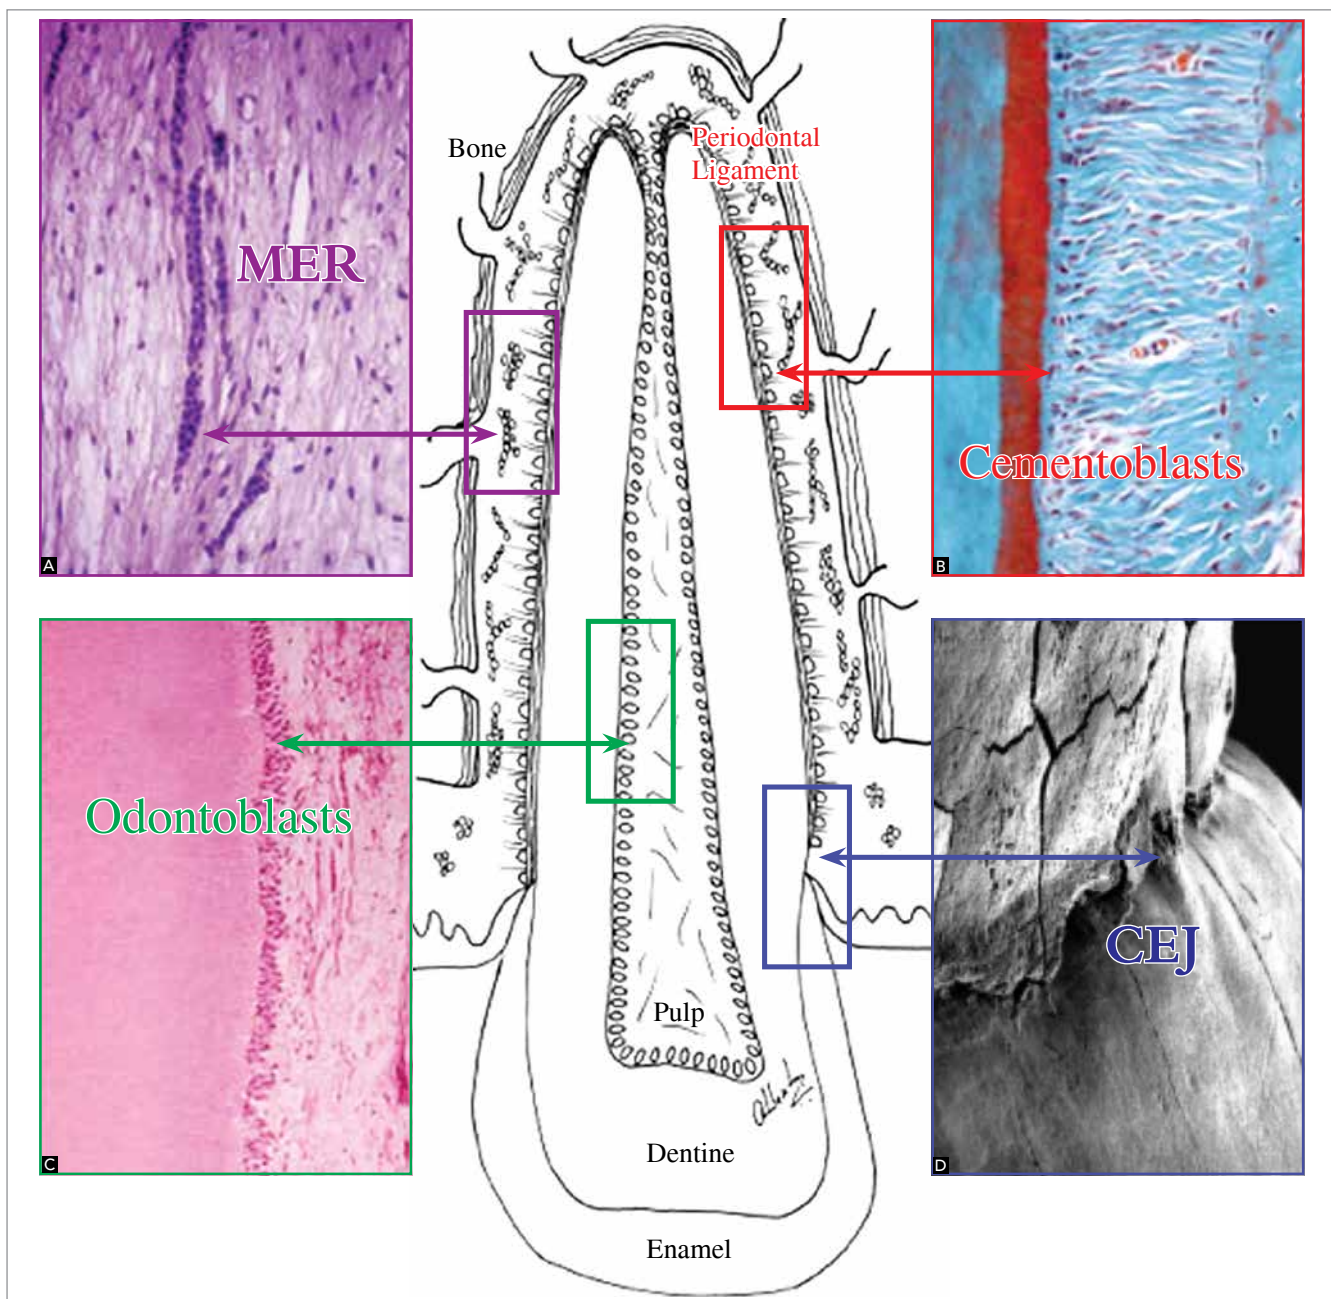 Bone
Periodontal
Ligament
MER
Cementoblasts
A
B
Odontoblasts
CEJ
Pulp
Dentine
Enamel
C
D